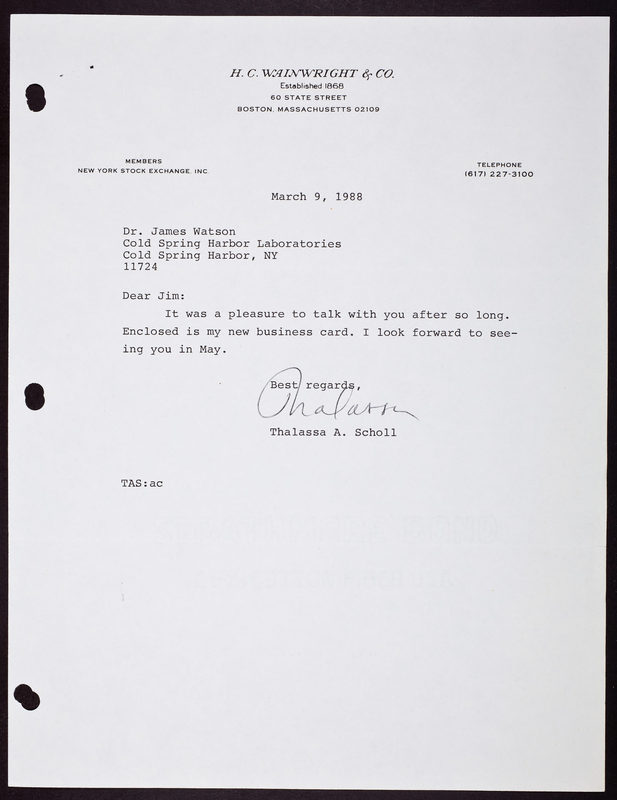 H. C. WAINWRIGHT & CO.
Established 1868
60 STATE STREET
BOSTON, MASSACHUSETTS 02109
MEMBERS
NEW YORK STOCK EXCHANGE, INC.
TELEPHONE
(617) 227-3100
March 9, 1988
Dr. James Watson
Cold Spring Harbor Laboratories
Cold Spring Harbor, NY
11724
Dear Jim:
It was a pleasure to talk with you after so long.
Enclosed is my new business card. I look forward to see-
ing you in May.
Best regards,
Thalassa
Thalassa A. Scholl
TAS:ac